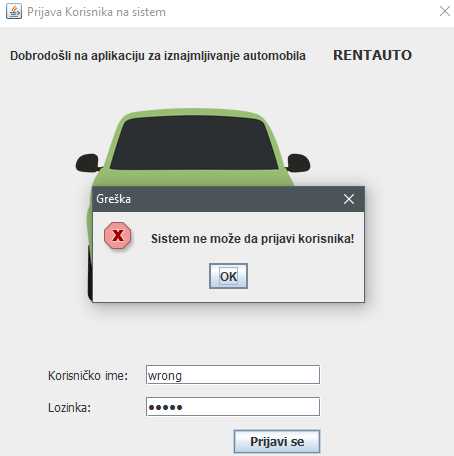 Prijava Korisnika na sistem
Dobrodošli na aplikaciju za iznajmljivanje automobila RENTAUTO
Greška
Sistem ne može da prijavi korisnika!
OK
Korisničko ime: wrong
Lozinka: •••••
Prijavi se